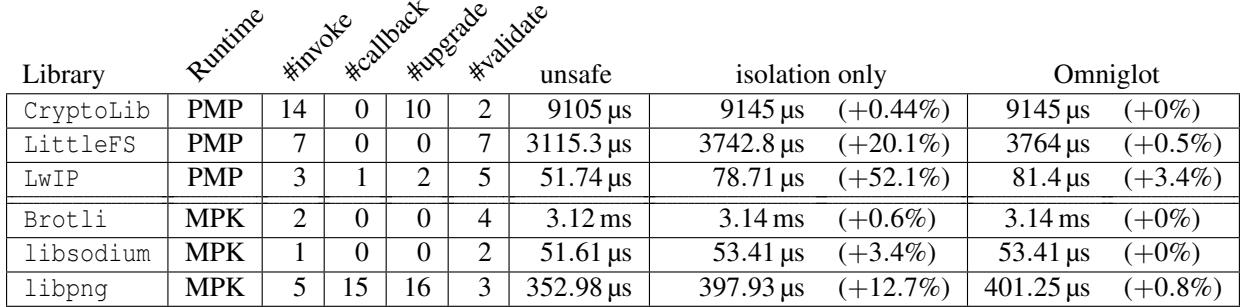 Library Runtime #invoke #callback #upgrade #validate unsafe isolation only Omniglot
CryptoLib PMP 14 0 10 2 9105 µs 9145 µs (+0.44%) 9145 µs (+0%)
LittleFS PMP 7 0 0 7 3115.3 µs 3742.8 µs (+20.1%) 3764 µs (+0.5%)
LwIP PMP 3 1 2 5 51.74 µs 78.71 µs (+52.1%) 81.4 µs (+3.4%)
Brotli MPK 2 0 0 4 3.12 ms 3.14 ms (+0.6%) 3.14 ms (+0%)
libsodium MPK 1 0 0 2 51.61 µs 53.41 µs (+3.4%) 53.41 µs (+0%)
libpng MPK 5 15 16 3 352.98 µs 397.93 µs (+12.7%) 401.25 µs (+0.8%)